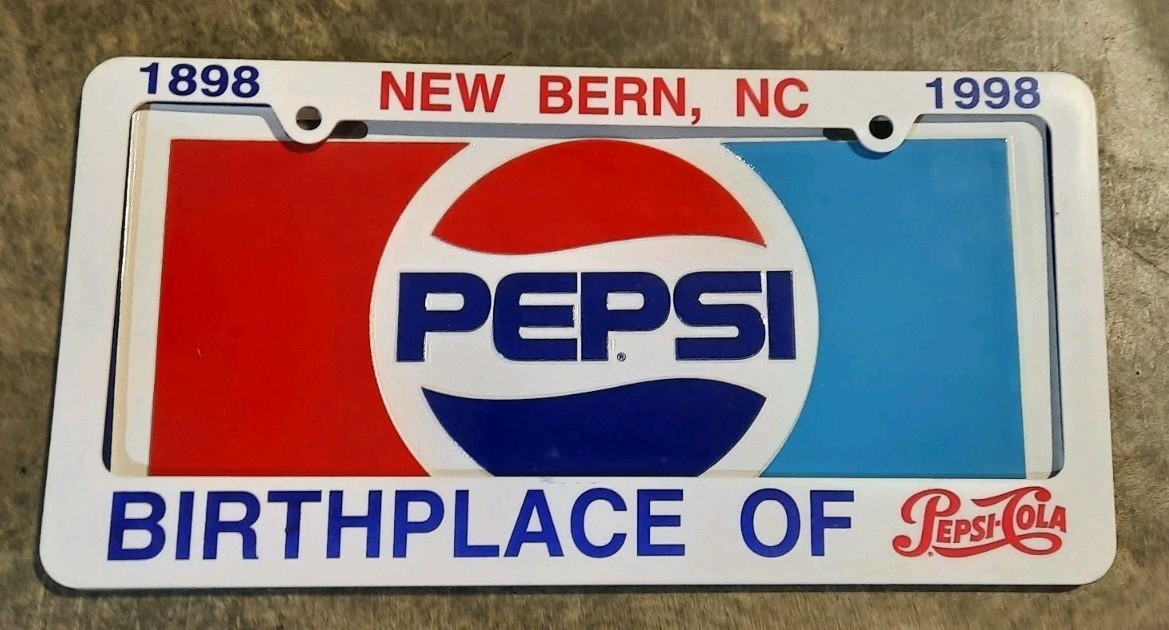 1898 NEW BERN, NC 1998
PEPSI®
BIRTHPLACE OF PEPSI-COLA